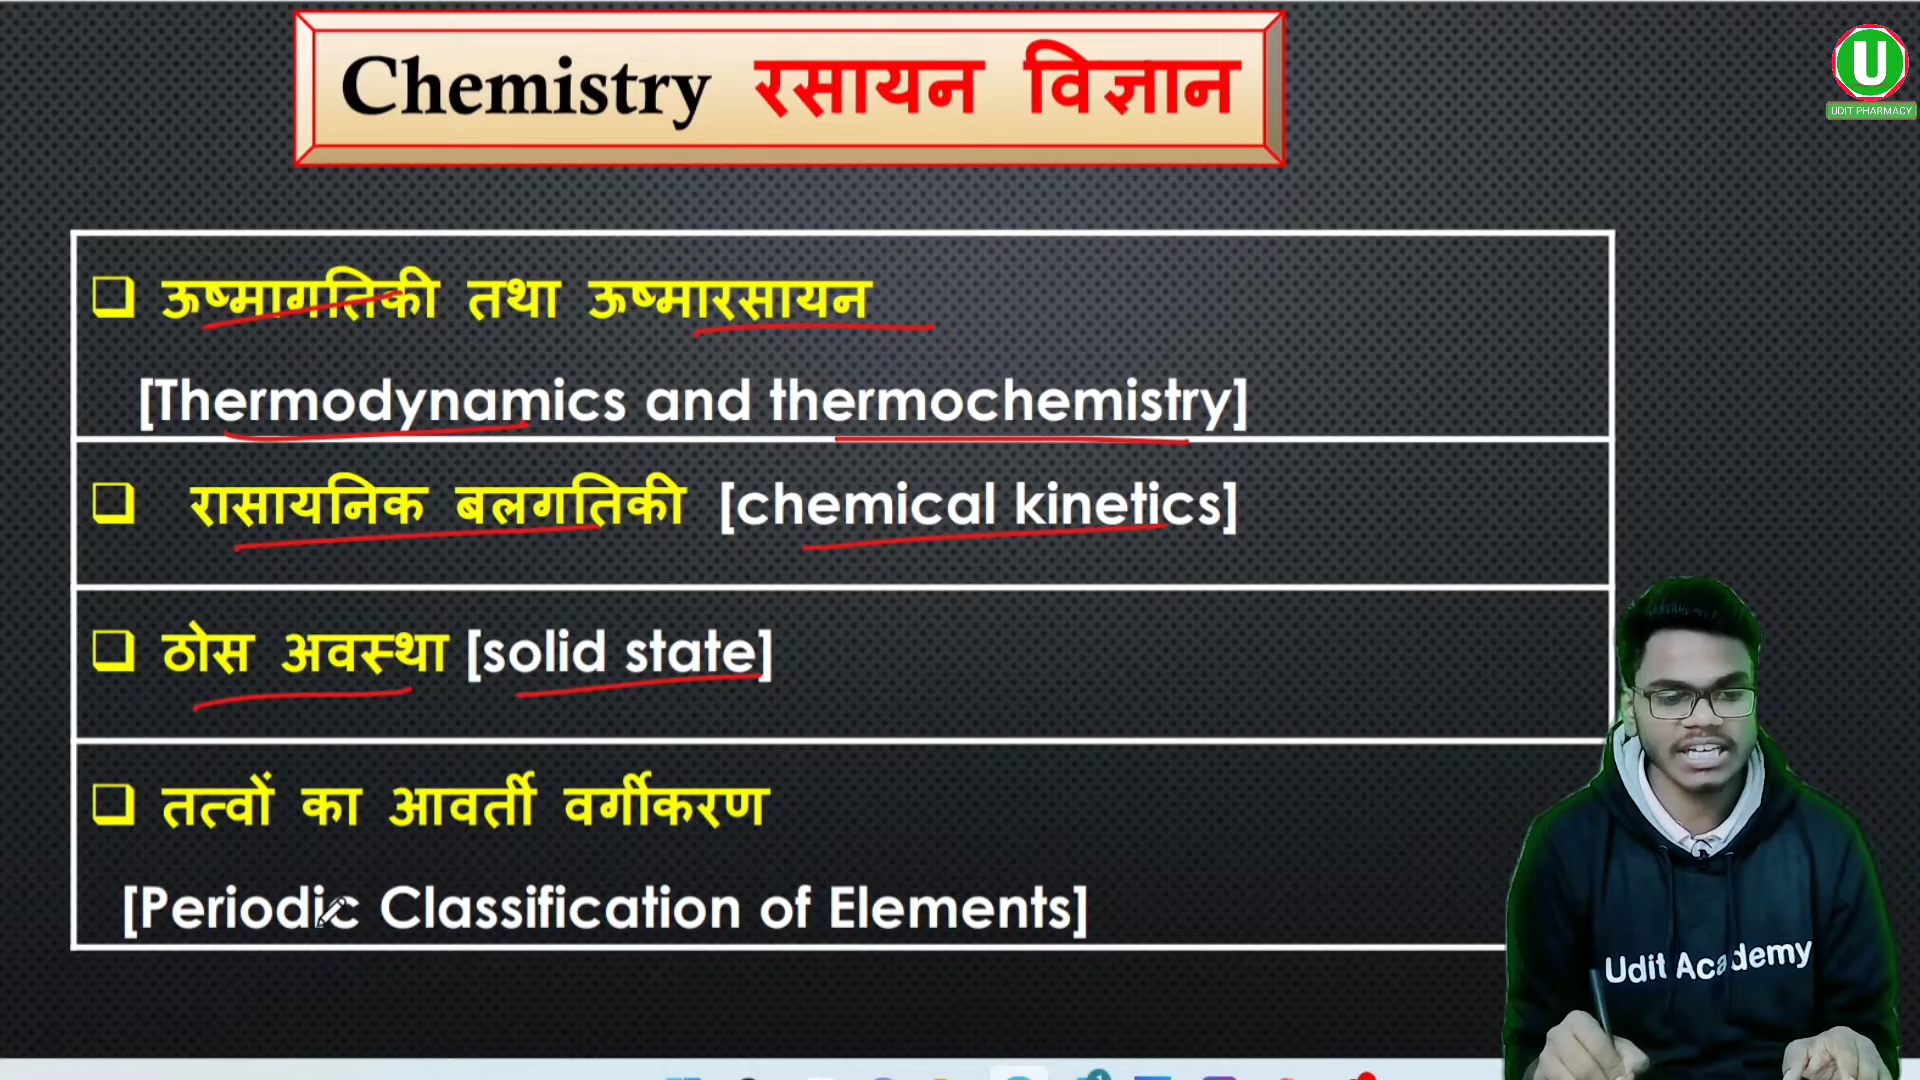 Chemistry रसायन विज्ञान
U
UDIT PHARMACY
❑ ऊष्मागतिकी तथा ऊष्मारसायन
[Thermodynamics and thermochemistry]
❑ रासायनिक बलगतिकी [chemical kinetics]
❑ ठोस अवस्था [solid state]
❑ तत्वों का आवर्ती वर्गीकरण
[Periodic Classification of Elements]
Udit Academy